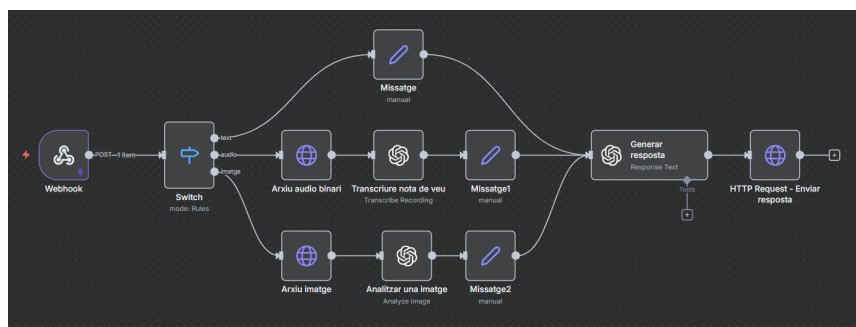 Missatge
manual
Webhook
POST
1 item
Switch
mode: Rules
text
audio
imatge
Arxiu audio binari
Transcriure nota de veu
Transcribe Recording
Missatge1
manual
Generar
resposta
Response Text
Tools
HTTP Request - Enviar
resposta
Arxiu imatge
Analitzar una imatge
Analyze Image
Missatge2
manual